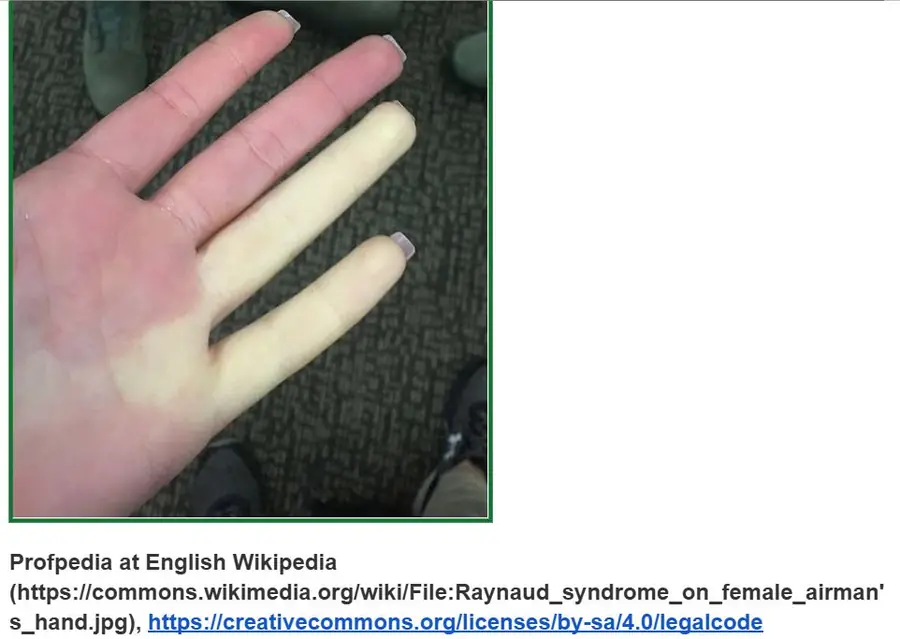 Profpedia at English Wikipedia
(https://commons.wikimedia.org/wiki/File:Raynaud_syndrome_on_female_airman'
s_hand.jpg), https://creativecommons.org/licenses/by-sa/4.0/legalcode